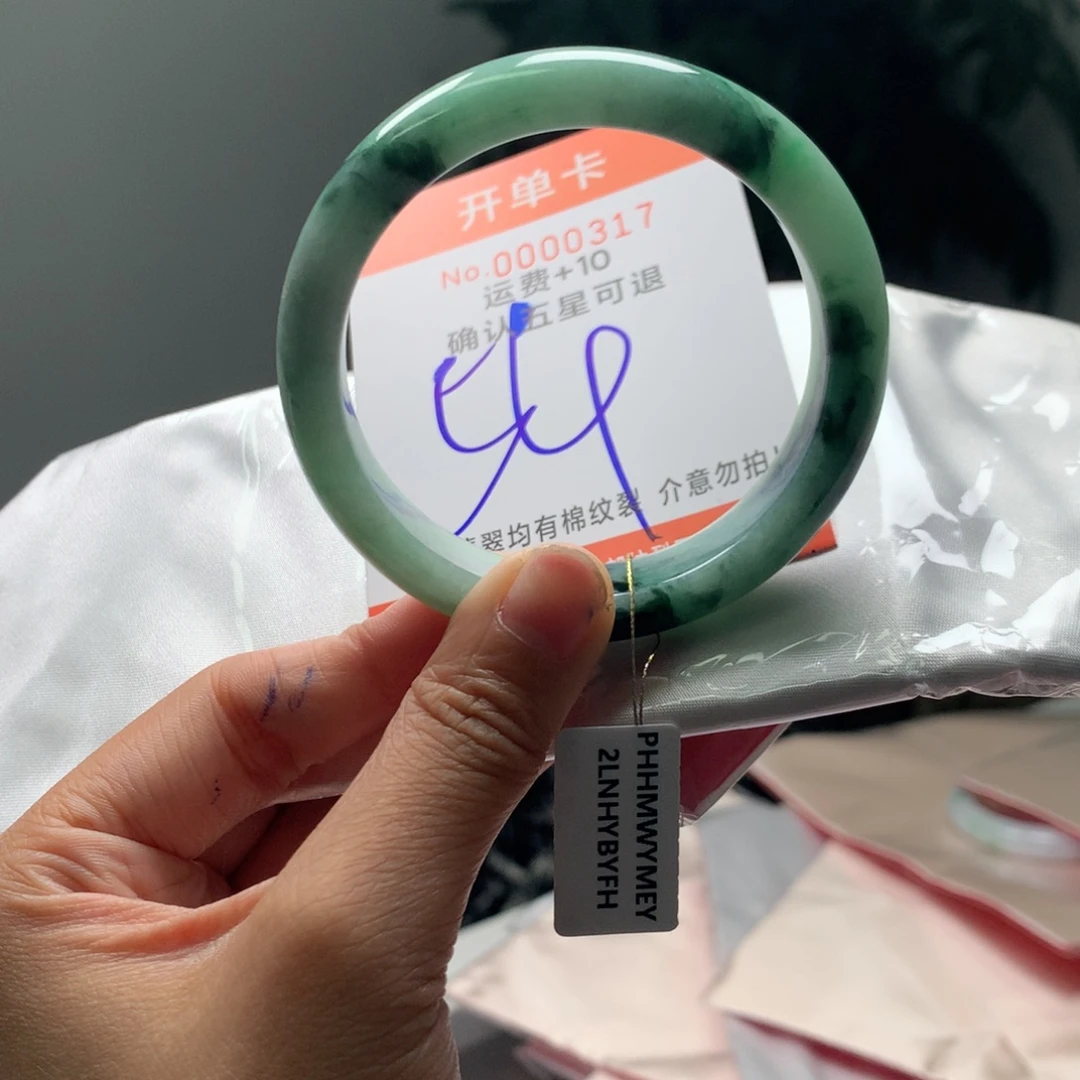 开单卡
No.0000317
运费+10
确认五星可退
翠均有棉纹裂 介意勿拍!
PHHMWYMEY
2LNHYBYFH